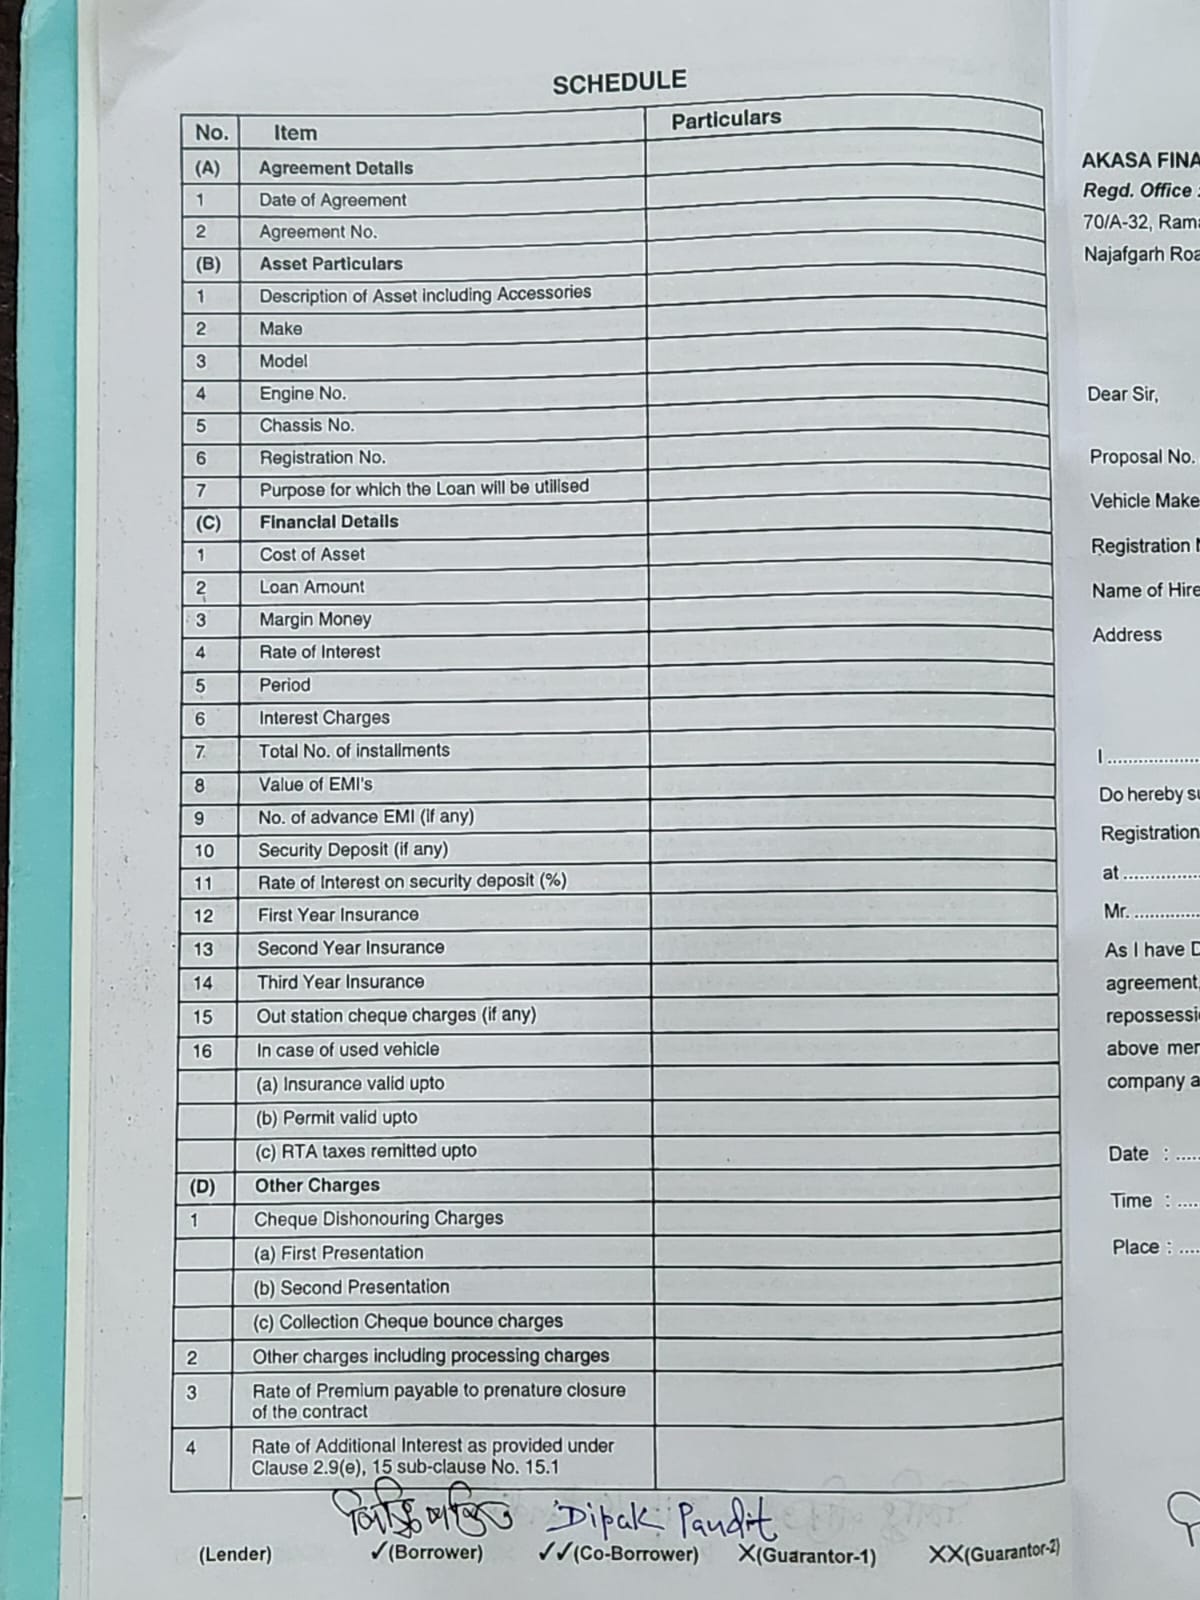 SCHEDULE
No. Item Particulars
(A) Agreement Details
1 Date of Agreement
2 Agreement No.
(B) Asset Particulars
1 Description of Asset including Accessories
2 Make
3 Model
4 Engine No.
5 Chassis No.
6 Registration No.
7 Purpose for which the Loan will be utilised
(C) Financial Details
1 Cost of Asset
2 Loan Amount
3 Margin Money
4 Rate of Interest
5 Period
6 Interest Charges
7 Total No. of installments
8 Value of EMI's
9 No. of advance EMI (if any)
10 Security Deposit (if any)
11 Rate of Interest on security deposit (%)
12 First Year Insurance
13 Second Year Insurance
14 Third Year Insurance
15 Out station cheque charges (if any)
16 In case of used vehicle
(a) Insurance valid upto
(b) Permit valid upto
(c) RTA taxes remitted upto
(D) Other Charges
1 Cheque Dishonouring Charges
(a) First Presentation
(b) Second Presentation
(c) Collection Cheque bounce charges
2 Other charges including processing charges
3 Rate of Premium payable to prenature closure
of the contract
4 Rate of Additional Interest as provided under
Clause 2.9(e), 15 sub-clause No. 15.1
Dipak Pandit
(Lender) ✓(Borrower) ✓✓(Co-Borrower) X(Guarantor-1) XX(Guarantor-2)
AKASA
Regd. Office :
70/A-32,
Najafgarh
Dear Sir,
Proposal No.
Vehicle Make
Registration
Name of
Address
I ..................
Do hereby
Registration
at ...............
Mr. .............
As I have
agreement,
above
company
Date : .....
Time : ....
Place : ....